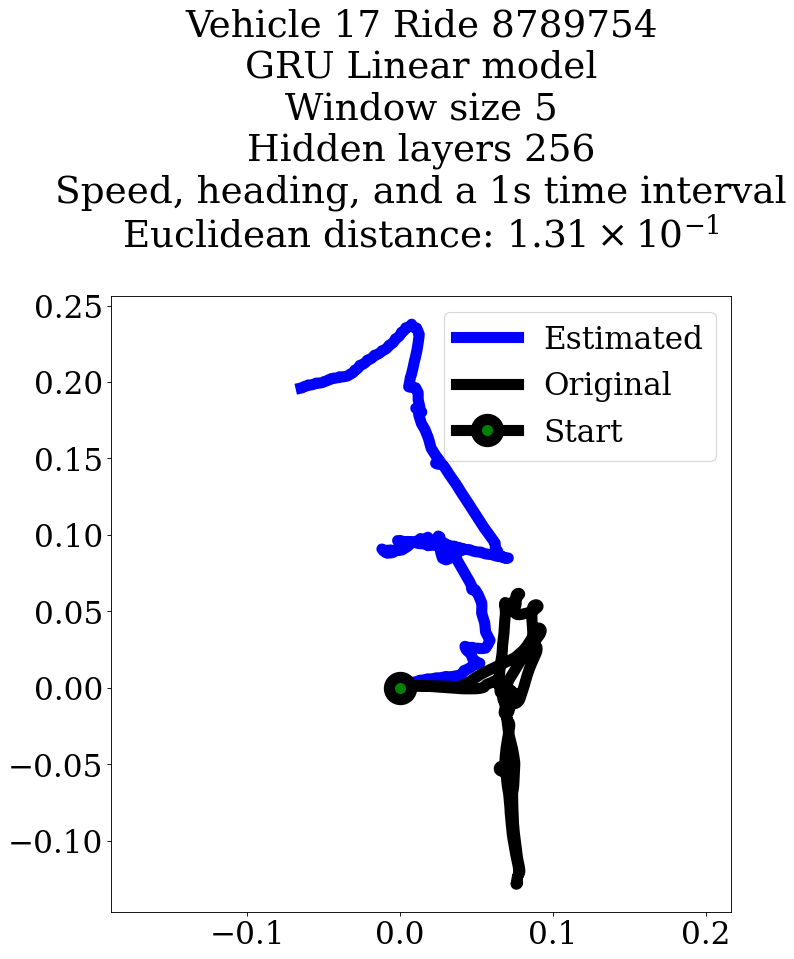 Vehicle 17 Ride 8789754
GRU Linear model
Window size 5
Hidden layers 256
Speed, heading, and a 1s time interval
Euclidean distance: 1.31 × 10⁻¹
0.25
0.20
0.15
0.10
0.05
0.00
−0.05
−0.10
Estimated
Original
Start
−0.1
0.0
0.1
0.2